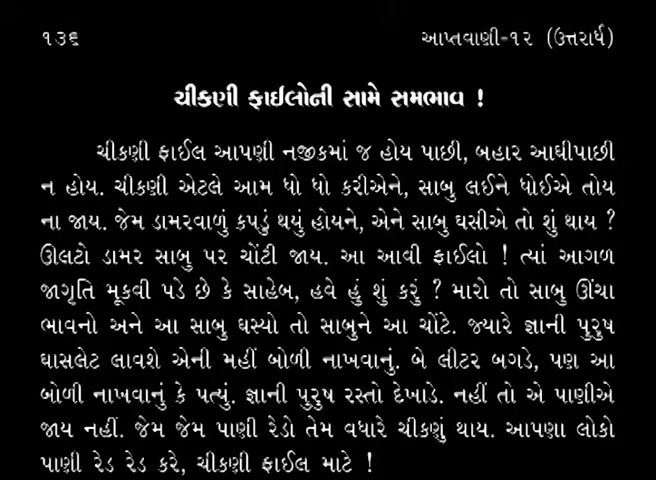 ૧૩૬ આપ્તવાણી-૧૨ (ઉત્તરાર્ધ)
ચીકણી ફાઈલોની સામે સમભાવ !
ચીકણી ફાઈલ આપણી નજીકમાં જ હોય પાછી, બહાર આઘીપાછી
ન હોય. ચીકણી એટલે આમ ધો ધો કરીએને, સાબુ લઈને ધોઈએ તોય
ના જાય. જેમ ડામરવાળું કપડું થયું હોયને, એને સાબુ ઘસીએ તો શું થાય ?
ઊલટો ડામર સાબુ પર ચોંટી જાય. આ આવી ફાઈલો ! ત્યાં આગળ
જાગૃતિ મૂકવી પડે છે કે સાહેબ, હવે હું શું કરું ? મારો તો સાબુ ઊંચા
ભાવનો અને આ સાબુ ઘસ્યો તો સાબુને આ ચોંટે. જ્યારે જ્ઞાની પુરુષ
ઘાસલેટ લાવશે એની મહીં બોળી નાખવાનું. બે લીટર બગડે, પણ આ
બોળી નાખવાનું કે પત્યું. જ્ઞાની પુરુષ રસ્તો દેખાડે. નહીં તો એ પાણીએ
જાય નહીં. જેમ જેમ પાણી રેડો તેમ વધારે ચીકણું થાય. આપણા લોકો
પાણી રેડ રેડ કરે, ચીકણી ફાઈલ માટે !